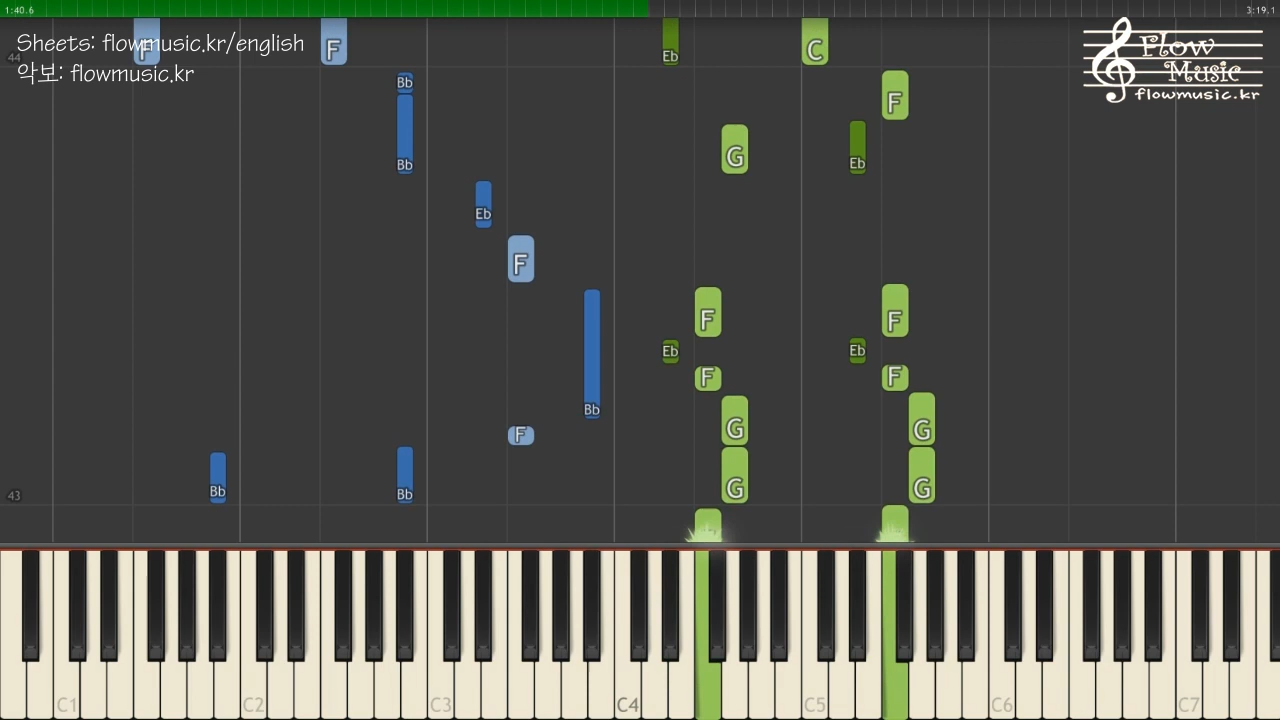 1:40.6
3:19.1
Sheets: flowmusic.kr/english
악보: flowmusic.kr
Flow
Music
flowmusic.kr
44
F F Eb C
Bb F
Bb G Eb
Eb
F
F F
Eb Eb
F F
Bb G G
F
43 Bb Bb G G
C1 C2 C3 C4 C5 C6 C7